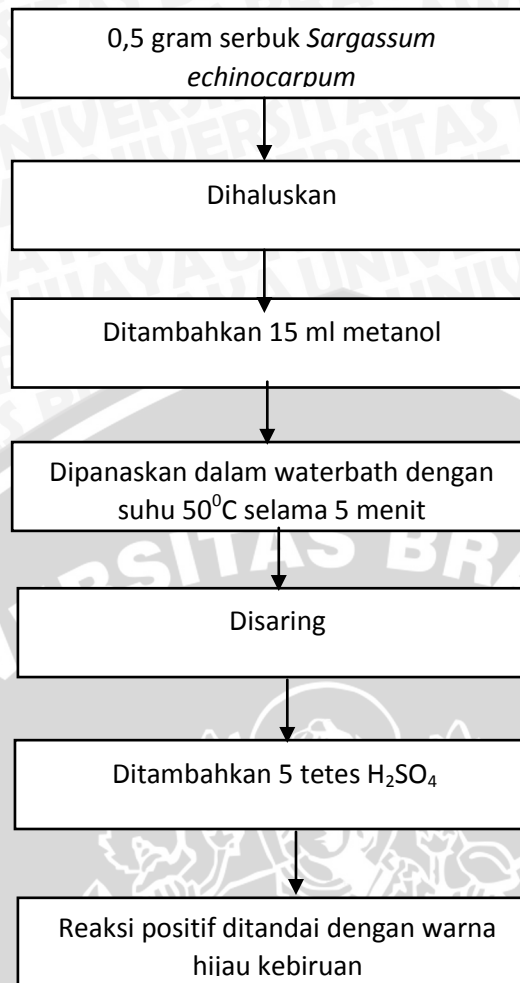 0,5 gram serbuk Sargassum
echinocarpum
Dihaluskan
Ditambahkan 15 ml metanol
Dipanaskan dalam waterbath dengan
suhu 50⁰C selama 5 menit
Disaring
Ditambahkan 5 tetes H₂SO₄
Reaksi positif ditandai dengan warna
hijau kebiruan